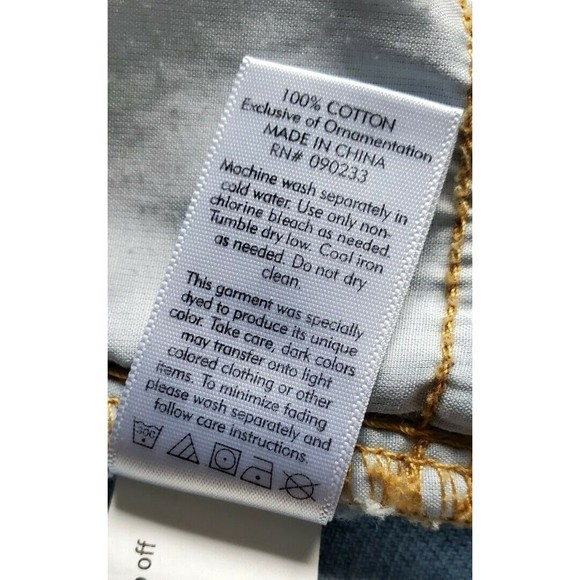 100% COTTON
Exclusive of Ornamentation
MADE IN CHINA
RN# 090233
Machine wash separately in
cold water. Use only non-
chlorine bleach as needed.
Tumble dry low. Cool iron
as needed. Do not dry
clean.
This garment was specially
dyed to produce its unique
color. Take care, dark colors
may transfer onto light
colored clothing or other
items. To minimize fading
please wash separately and
follow care instructions.
30C
off